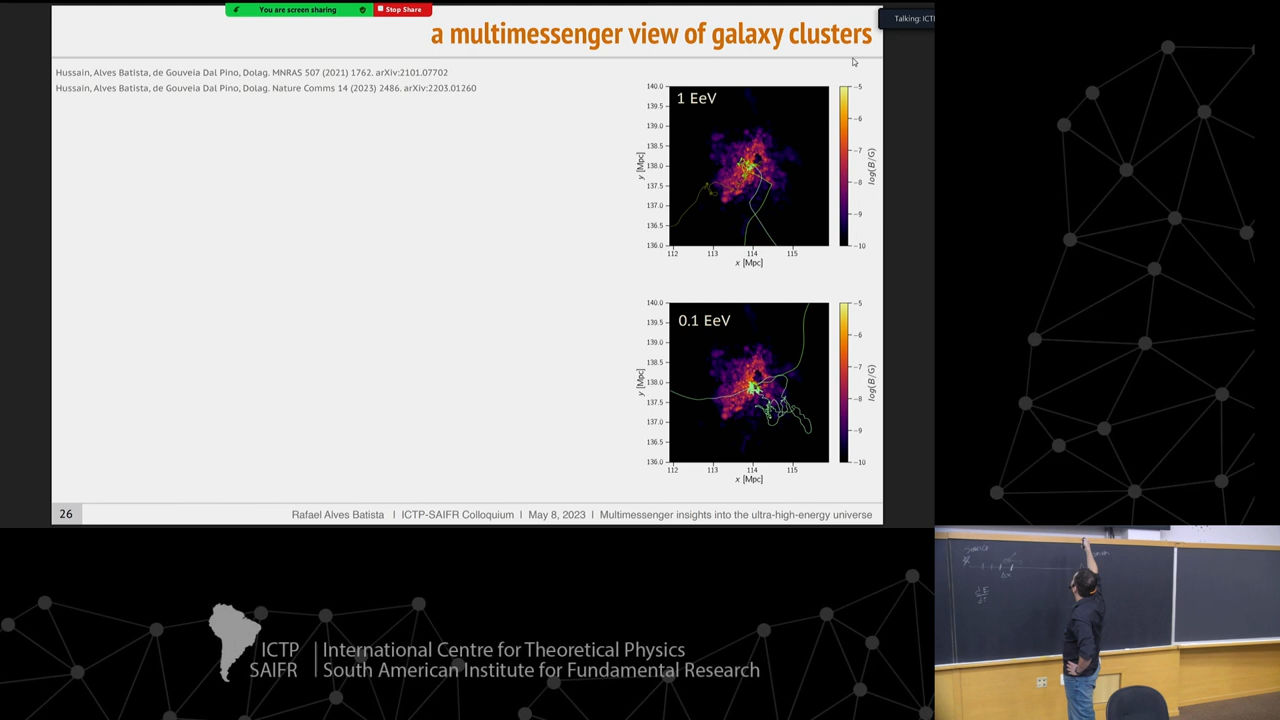 You are screen sharing
Stop Share
Talking: ICTI
a multimessenger view of galaxy clusters
Hussain, Alves Batista, de Gouveia Dal Pino, Dolag. MNRAS 507 (2021) 1762. arXiv:2101.07702
Hussain, Alves Batista, de Gouveia Dal Pino, Dolag. Nature Comms 14 (2023) 2486. arXiv:2203.01260
1 EeV
140.0
139.5
139.0
138.5
138.0
137.5
137.0
136.5
136.0
y [Mpc]
112 113 114 115
x [Mpc]
−5
−6
−7
−8
−9
−10
log(B/G)
0.1 EeV
140.0
139.5
139.0
138.5
138.0
137.5
137.0
136.5
136.0
y [Mpc]
112 113 114 115
x [Mpc]
−5
−6
−7
−8
−9
−10
log(B/G)
26
Rafael Alves Batista | ICTP-SAIFR Colloquium | May 8, 2023 | Multimessenger insights into the ultra-high-energy universe
ICTP
SAIFR
International Centre for Theoretical Physics
South American Institute for Fundamental Research